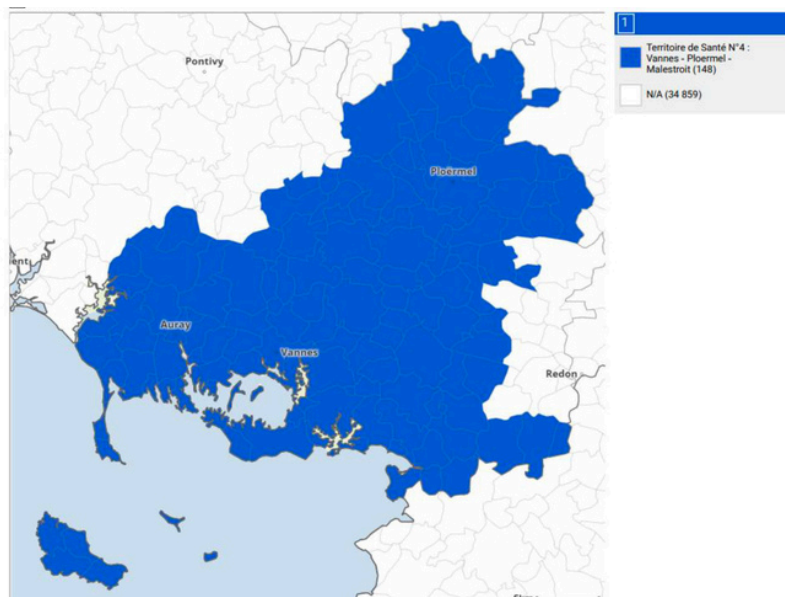 1
Territoire de Santé N°4 :
Vannes - Ploermel -
Malestroit (148)
N/A (34 859)
Pontivy
Ploërmel
Auray
Vannes
Redon